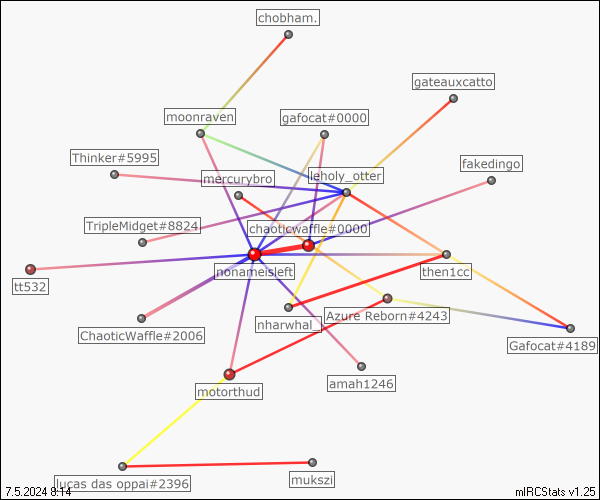 chobham.
gateauxcatto
moonraven
gafocat#0000
Thinker#5995
fakedingo
mercurybro
leholy_otter
TripleMidget#8824
chaoticwaffle#0000
nonameisleft
then1cc
tt532
nharwhal_
Azure Reborn#4243
ChaoticWaffle#2006
Gafocat#4189
amah1246
motorthud
lucas das oppai#2396
mukszi
7.5.2024 8:14
mIRCStats v1.25